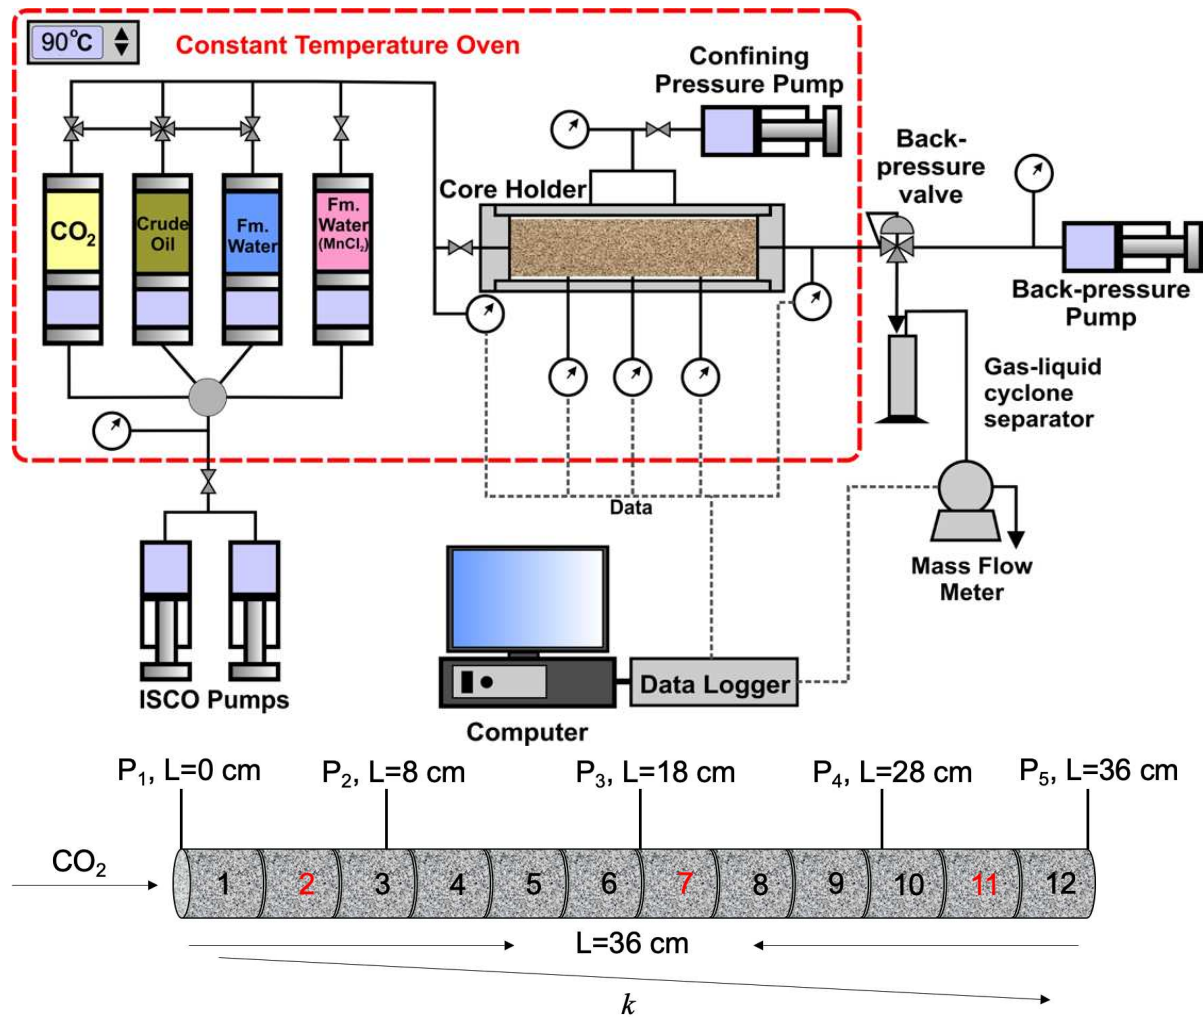 90°C
Constant Temperature Oven
Confining
Pressure Pump
Back-
pressure
valve
Core Holder
CO₂
Crude
Oil
Fm.
Water
Fm.
Water
(MnCl₂)
Back-pressure
Pump
Gas-liquid
cyclone
separator
Data
Mass Flow
Meter
ISCO Pumps
Data Logger
Computer
P₁, L=0 cm
P₂, L=8 cm
P₃, L=18 cm
P₄, L=28 cm
P₅, L=36 cm
CO₂
1 2 3 4 5 6 7 8 9 10 11 12
L=36 cm
k